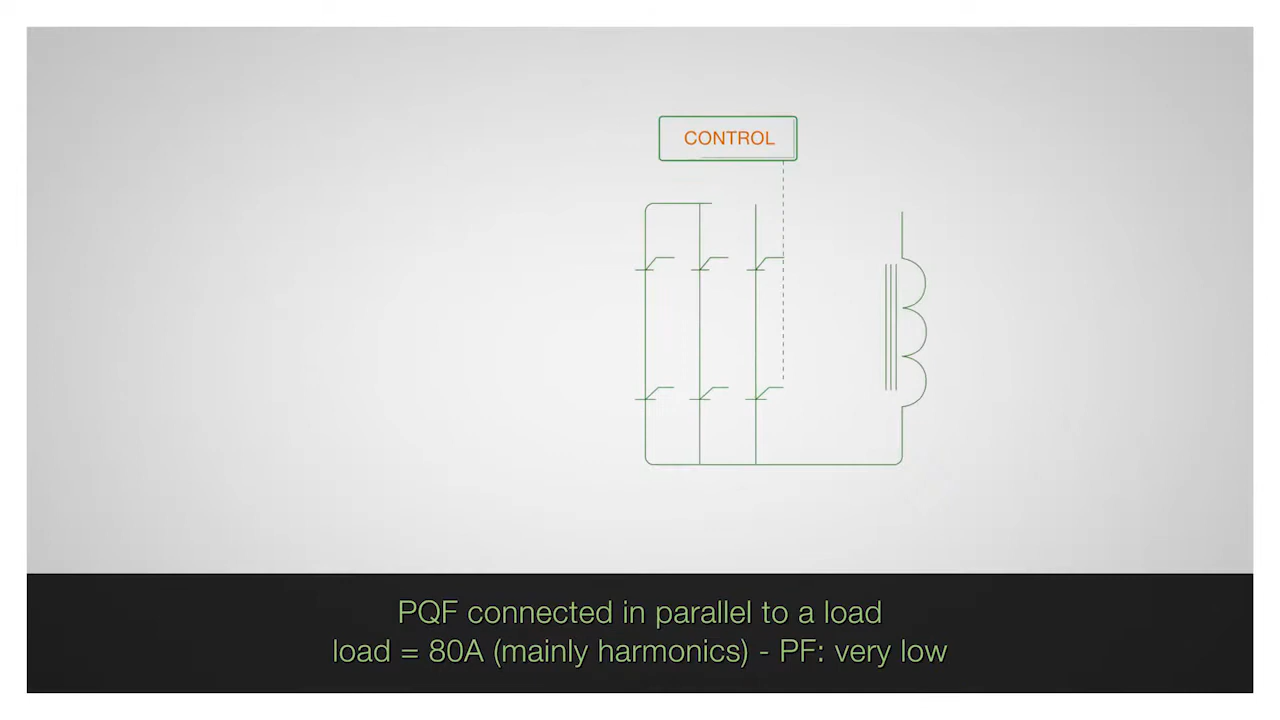 CONTROL
PQF connected in parallel to a load
load = 80A (mainly harmonics) - PF: very low